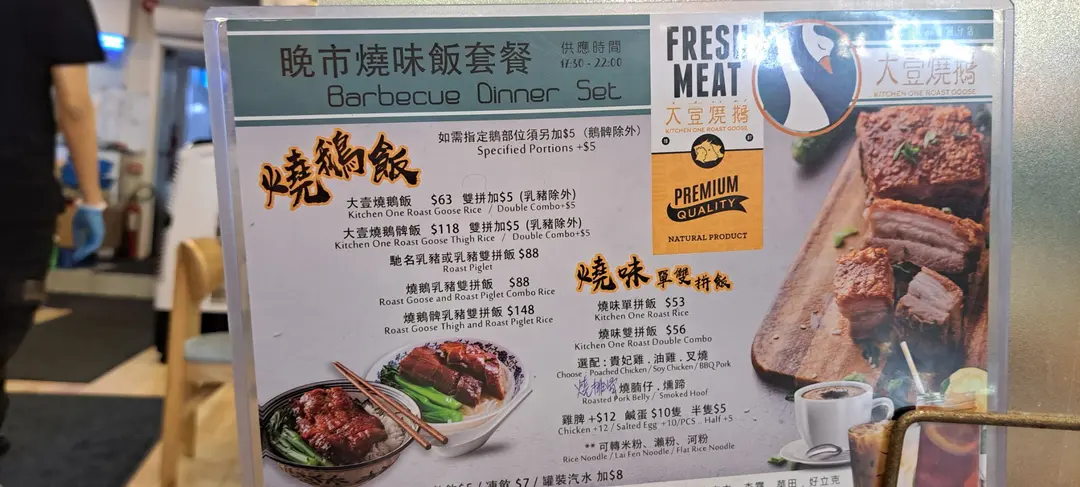 晚市燒味飯套餐
供應時間
17:30 - 22:00
Barbecue Dinner Set
FRESH
MEAT
大壹燒鵝
KITCHEN ONE ROAST GOOSE
PREMIUM
QUALITY
NATURAL PRODUCT
大壹燒鵝
KITCHEN ONE ROAST GOOSE
如需指定鵝部位須另加$5 (鵝髀除外)
Specified Portions +$5
燒鵝飯
大壹燒鵝飯 $63 雙拼加$5 (乳豬除外)
Kitchen One Roast Goose Rice / Double Combo+$5
大壹燒鵝髀飯 $118 雙拼加$5 (乳豬除外)
Kitchen One Roast Goose Thigh Rice / Double Combo+$5
馳名乳豬或乳豬雙拼飯 $88
Roast Piglet
燒鵝乳豬雙拼飯 $88
Roast Goose and Roast Piglet Combo Rice
燒鵝髀乳豬雙拼飯 $148
Roast Goose Thigh and Roast Piglet Rice
燒味單雙拼飯
燒味單拼飯 $53
Kitchen One Roast Rice
燒味雙拼飯 $56
Kitchen One Roast Double Combo
選配：貴妃雞 . 油雞 . 叉燒
Choose Poached Chicken / Soy Chicken / BBQ Pork
燒排骨 燒腩仔 . 燻蹄
Roasted Pork Belly / Smoked Hoof
雞脾 +$12 鹹蛋 $10隻 半隻$5
Chicken +12 / Salted Egg +10/PCS . Half +5
** 可轉米粉、瀨粉、河粉
Rice Noodle / Lai Fen Noodle / Flat Rice Noodle
$5 / 凍飲 $7 / 罐裝汽水 加$8
華田 . 好立克